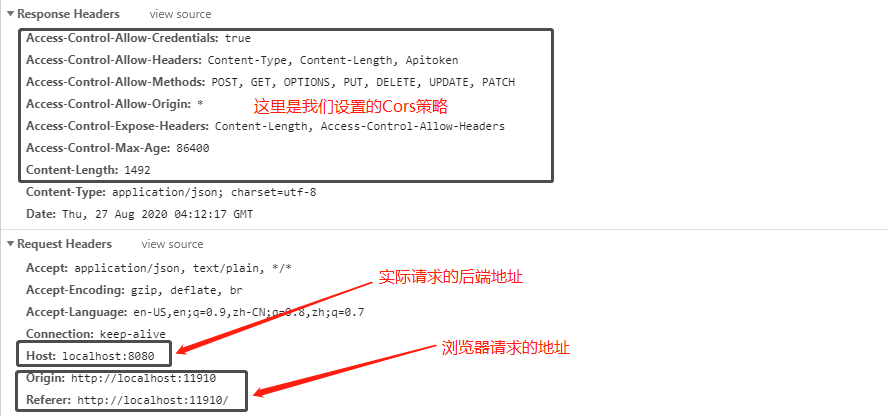 Response Headers view source
Access-Control-Allow-Credentials: true
Access-Control-Allow-Headers: Content-Type, Content-Length, Apitoken
Access-Control-Allow-Methods: POST, GET, OPTIONS, PUT, DELETE, UPDATE, PATCH
Access-Control-Allow-Origin: * 这里是我们设置的Cors策略
Access-Control-Expose-Headers: Content-Length, Access-Control-Allow-Headers
Access-Control-Max-Age: 86400
Content-Length: 1492
Content-Type: application/json; charset=utf-8
Date: Thu, 27 Aug 2020 04:12:17 GMT
Request Headers view source
Accept: application/json, text/plain, */*
实际请求的后端地址
Accept-Encoding: gzip, deflate, br
Accept-Language: en-US,en;q=0.9,zh-CN;q=0.8,zh;q=0.7
Connection: keep-alive
Host: localhost:8080
浏览器请求的地址
Origin: http://localhost:11910
Referer: http://localhost:11910/